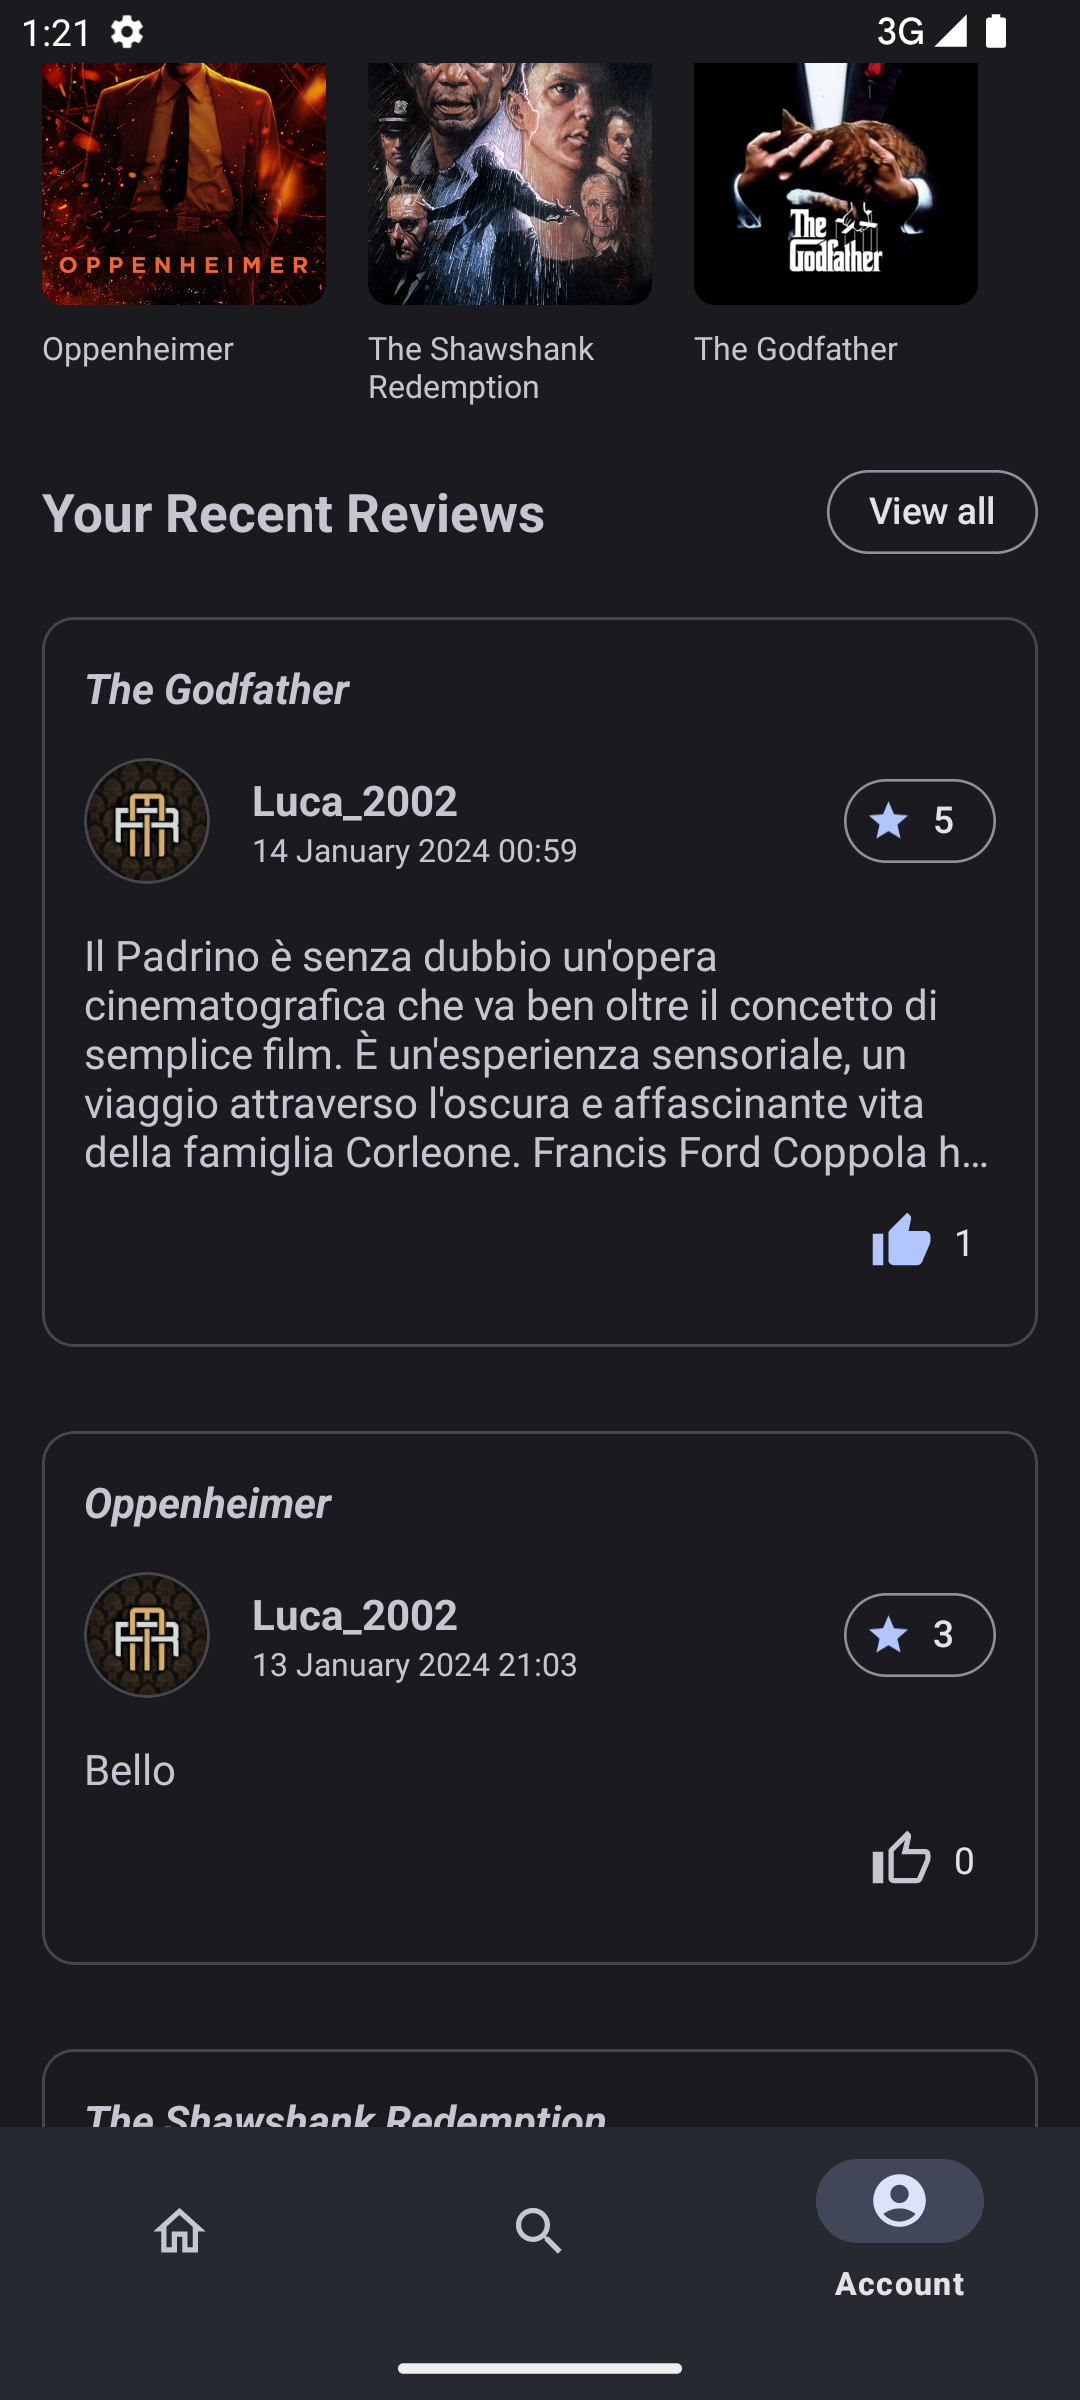 1:21
3G
OPPENHEIMER
The
Godfather
Oppenheimer
The Shawshank
Redemption
The Godfather
Your Recent Reviews
View all
The Godfather
Luca_2002
14 January 2024 00:59
5
Il Padrino è senza dubbio un'opera
cinematografica che va ben oltre il concetto di
semplice film. È un'esperienza sensoriale, un
viaggio attraverso l'oscura e affascinante vita
della famiglia Corleone. Francis Ford Coppola h...
1
Oppenheimer
Luca_2002
13 January 2024 21:03
3
Bello
0
The Shawshank Redemption
Account